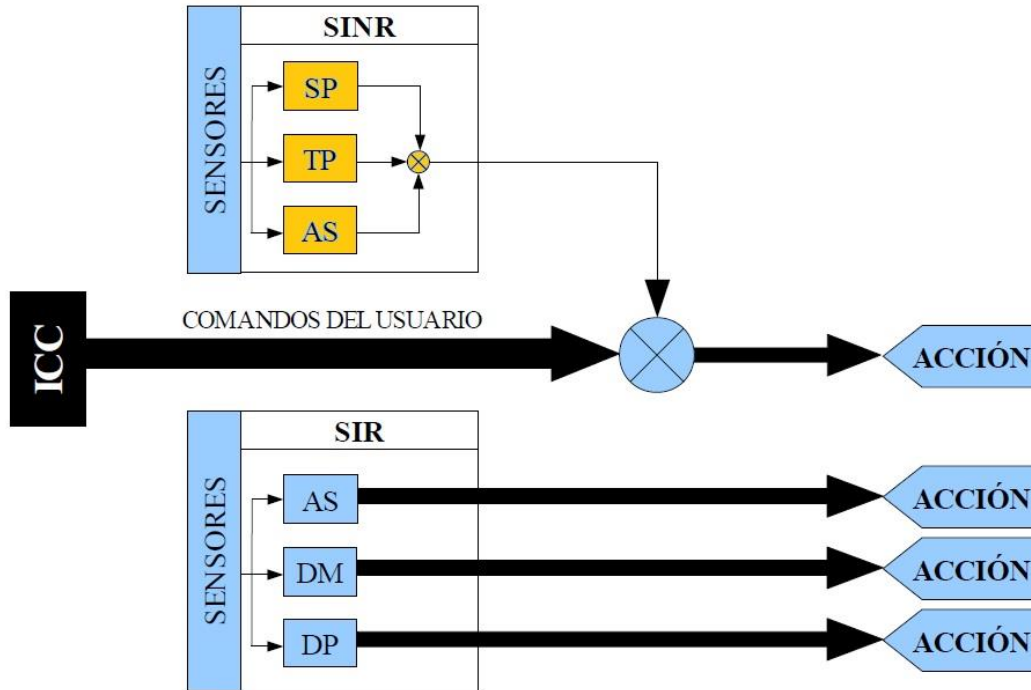 SENSORES
SINR
SP
TP
AS
ICC
COMANDOS DEL USUARIO
ACCIÓN
SENSORES
SIR
AS
ACCIÓN
DM
ACCIÓN
DP
ACCIÓN